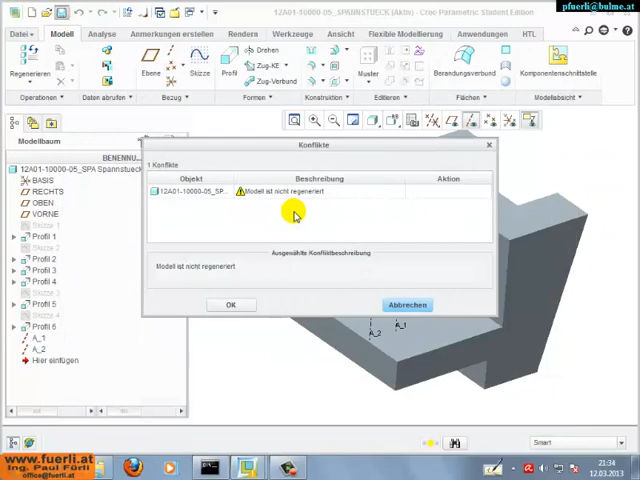 pfuerli@bulme.at
12A01-10000-05_SPANNSTUECK (Aktiv) - Creo Parametric Student Edition
Datei Modell Analyse Anmerkungen erstellen Rendern Werkzeuge Ansicht Flexible Modellierung Anwendungen HTL
Regenerieren Ebene Skizze Profil Drehen Muster Berandungsverbund Komponentenschnittstelle
Zug-KE
Zug-Verbund
Operationen Daten abrufen Bezug Formen Konstruktion Editieren Flächen Modellabsicht
Modellbaum
BENENNU
12A01-10000-05_SPA Spannstueck
BASIS
RECHTS
OBEN
VORNE
Skizze 1
Profil 1
Skizze 2
Profil 2
Profil 3
Profil 4
Skizze 3
Profil 5
Skizze 4
Profil 6
A_1
A_2
Hier einfügen
Konflikte
1 Konflikte
Objekt Beschreibung Aktion
12A01-10000-05_SP... Modell ist nicht regeneriert
Ausgewählte Konfliktbeschreibung
Modell ist nicht regeneriert
OK Abbrechen
A_2 A_1
Smart
www.fuerli.at
Ing. Paul Fürli
office@fuerli.at
21:34
12.03.2013